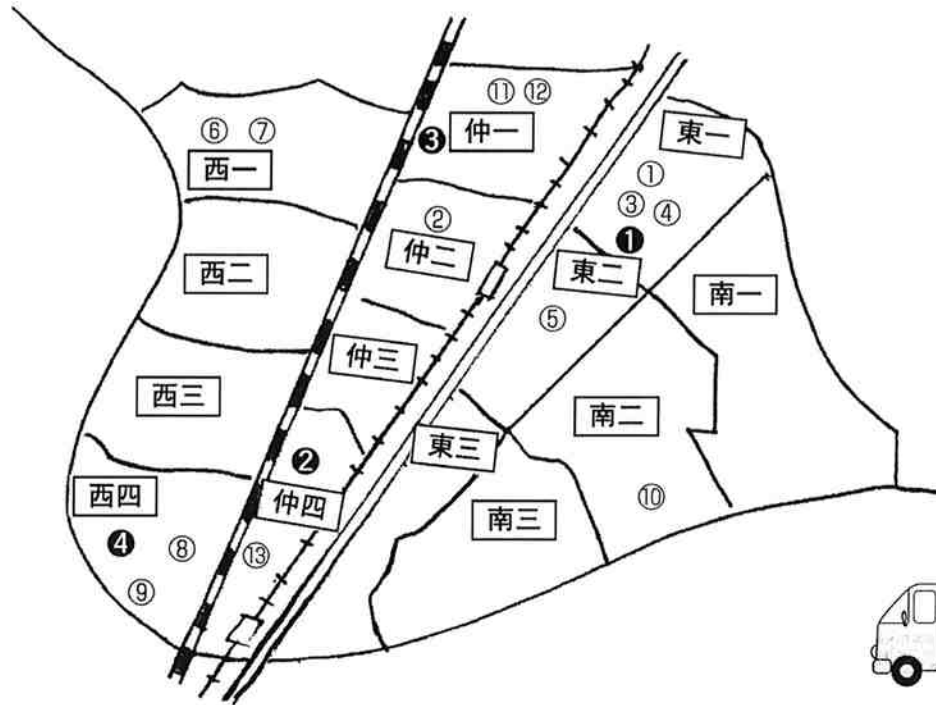 ⑪ ⑫
⑥ ⑦
❸
仲一
東一
西一
①
②
③ ④
❶
仲二
東二
西二
南一
⑤
仲三
西三
南二
東三
❷
西四
仲四
⑩
南三
❹
⑧
⑬
⑨